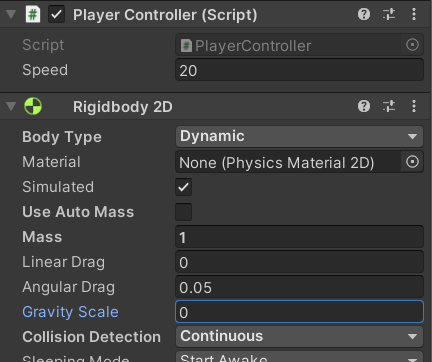 Player Controller (Script)
Script PlayerController
Speed 20
Rigidbody 2D
Body Type Dynamic
Material None (Physics Material 2D)
Simulated
Use Auto Mass
Mass 1
Linear Drag 0
Angular Drag 0.05
Gravity Scale 0
Collision Detection Continuous
Sleeping Mode Start Awake